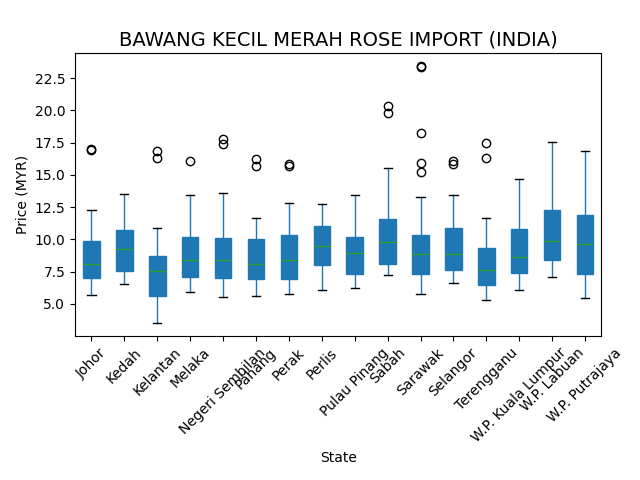 BAWANG KECIL MERAH ROSE IMPORT (INDIA)
Price (MYR)
22.5
20.0
17.5
15.0
12.5
10.0
7.5
5.0
Johor
Kedah
Kelantan
Melaka
Negeri Sembilan
Pahang
Perak
Perlis
Pulau Pinang
Sabah
Sarawak
Selangor
Terengganu
W.P. Kuala Lumpur
W.P. Labuan
W.P. Putrajaya
State